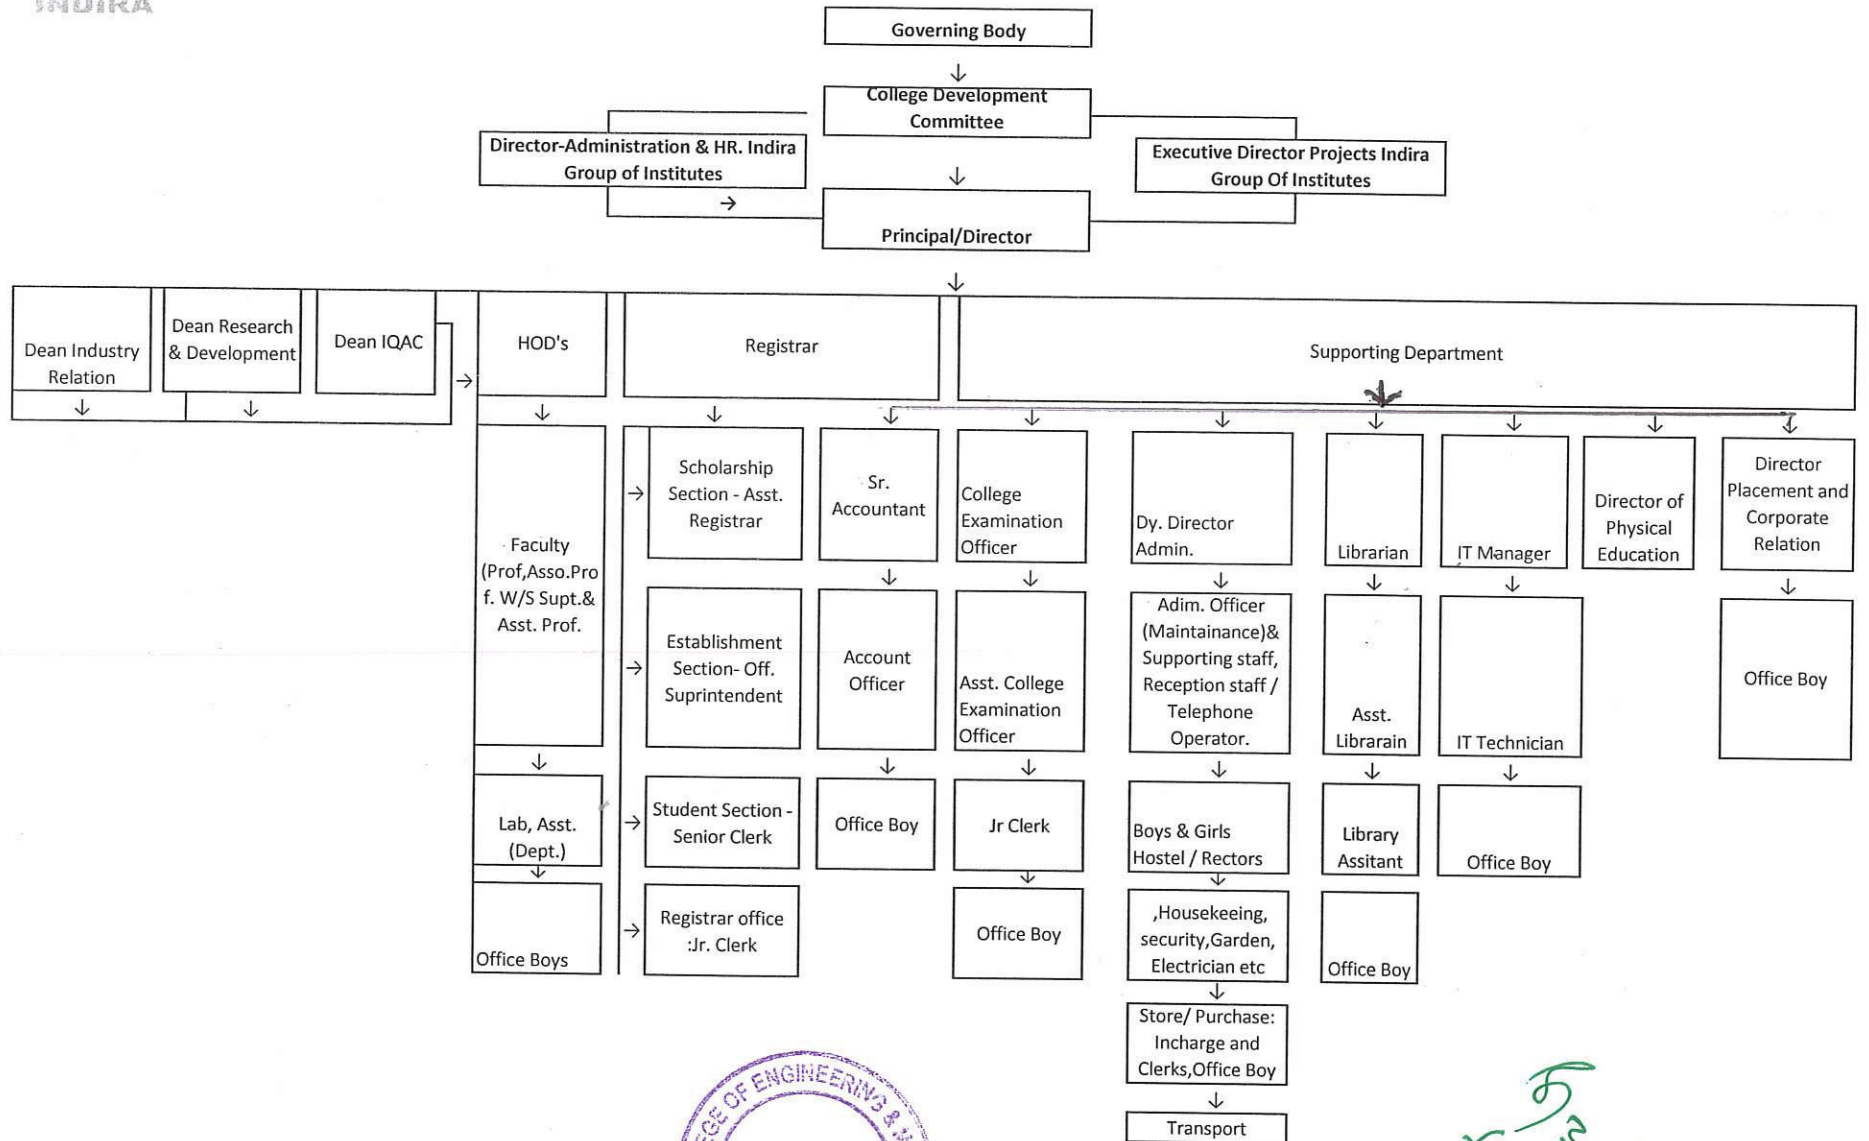 INDIRA
Governing Body
College Development
Committee
Director-Administration & HR. Indira
Group of Institutes
Executive Director Projects Indira
Group Of Institutes
Principal/Director
Dean Industry
Relation
Dean Research
& Development
Dean IQAC
HOD's
Registrar
Supporting Department
Faculty
(Prof,Asso.Pro
f. W/S Supt.&
Asst. Prof.
Lab, Asst.
(Dept.)
Office Boys
Scholarship
Section - Asst.
Registrar
Establishment
Section- Off.
Suprintendent
Student Section -
Senior Clerk
Registrar office
:Jr. Clerk
Sr.
Accountant
Account
Officer
Office Boy
College
Examination
Officer
Asst. College
Examination
Officer
Jr Clerk
Office Boy
Dy. Director
Admin.
Adim. Officer
(Maintainance)&
Supporting staff,
Reception staff /
Telephone
Operator.
Boys & Girls
Hostel / Rectors
,Housekeeing,
security,Garden,
Electrician etc
Store/ Purchase:
Incharge and
Clerks,Office Boy
Transport
Librarian
Asst.
Librarain
Library
Assitant
Office Boy
IT Manager
IT Technician
Office Boy
Director of
Physical
Education
Director
Placement and
Corporate
Relation
Office Boy
OF ENGINEERING &